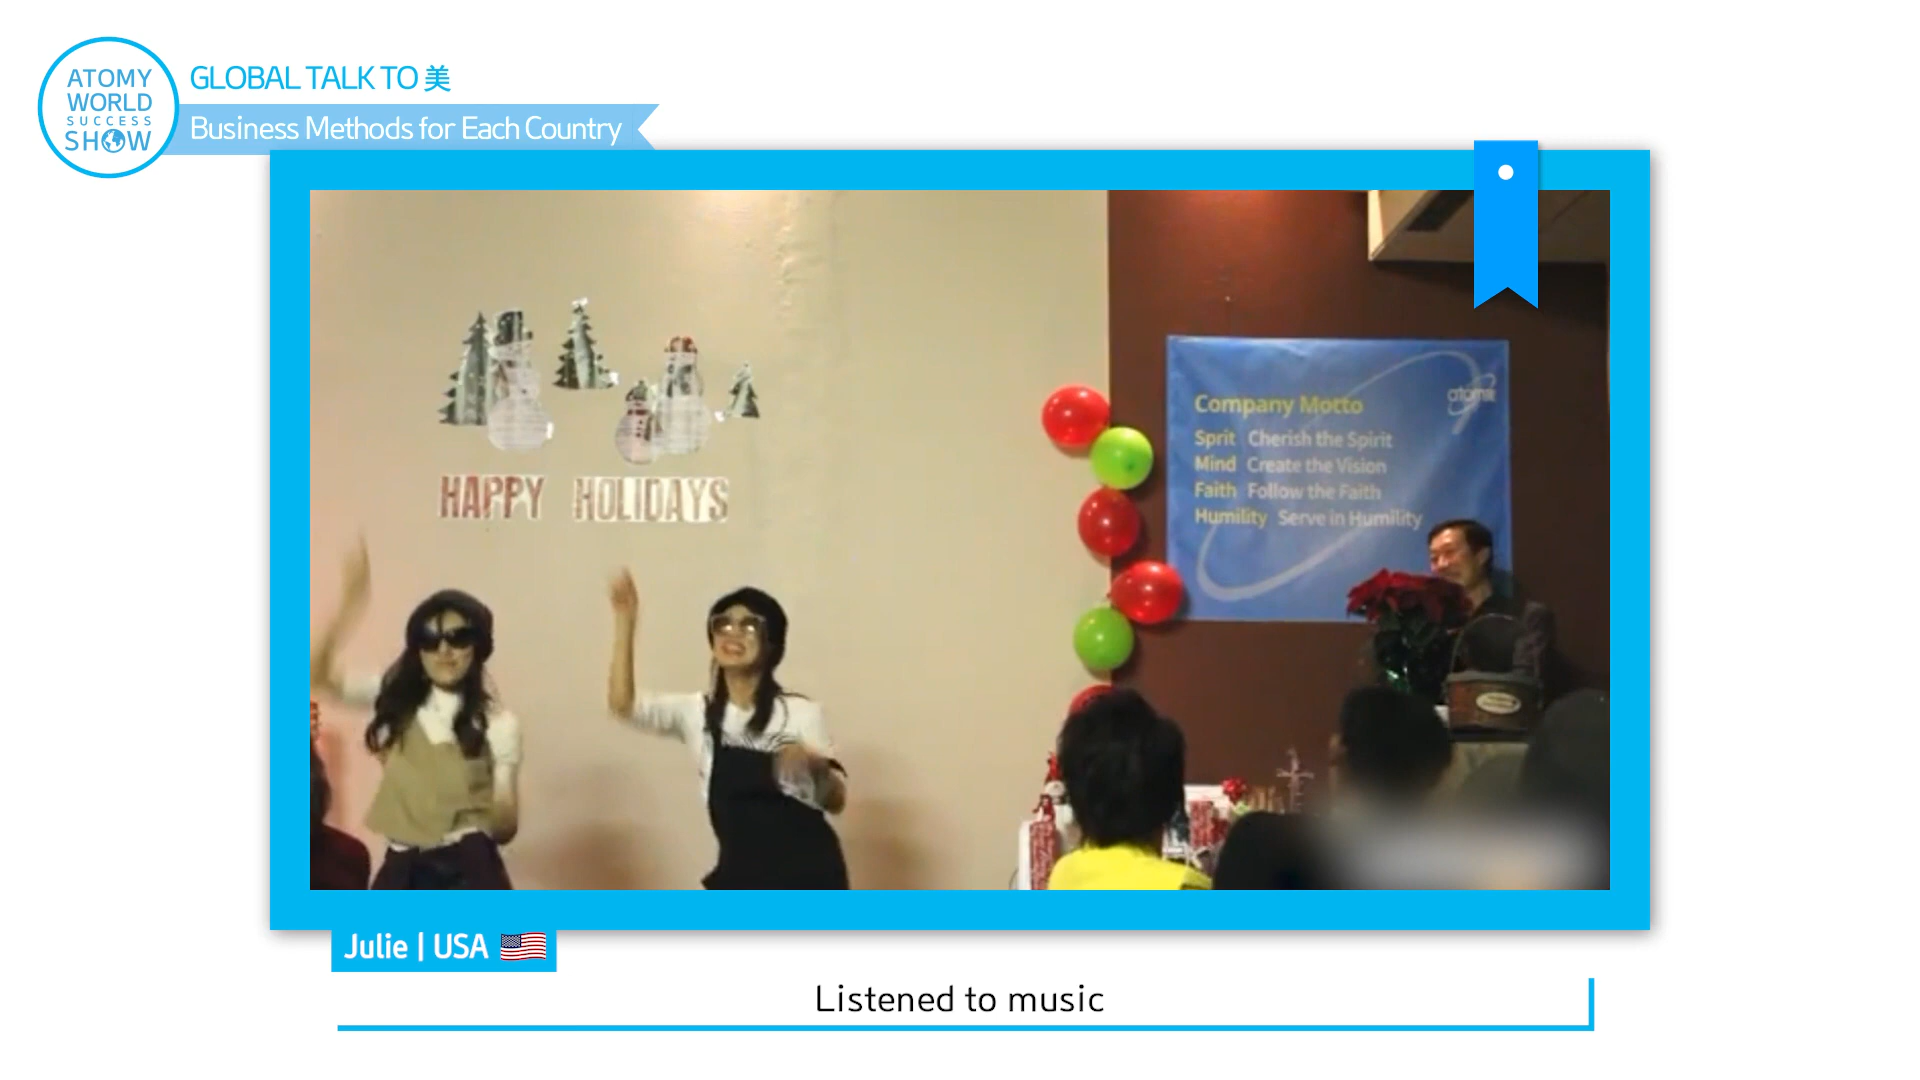 ATOMY
WORLD
SUCCESS
SHOW
GLOBAL TALK TO 美
Business Methods for Each Country
HAPPY HOLIDAYS
atomy
Company Motto
Sprit Cherish the Spirit
Mind Create the Vision
Faith Follow the Faith
Humility Serve in Humility
Julie | USA
Listened to music